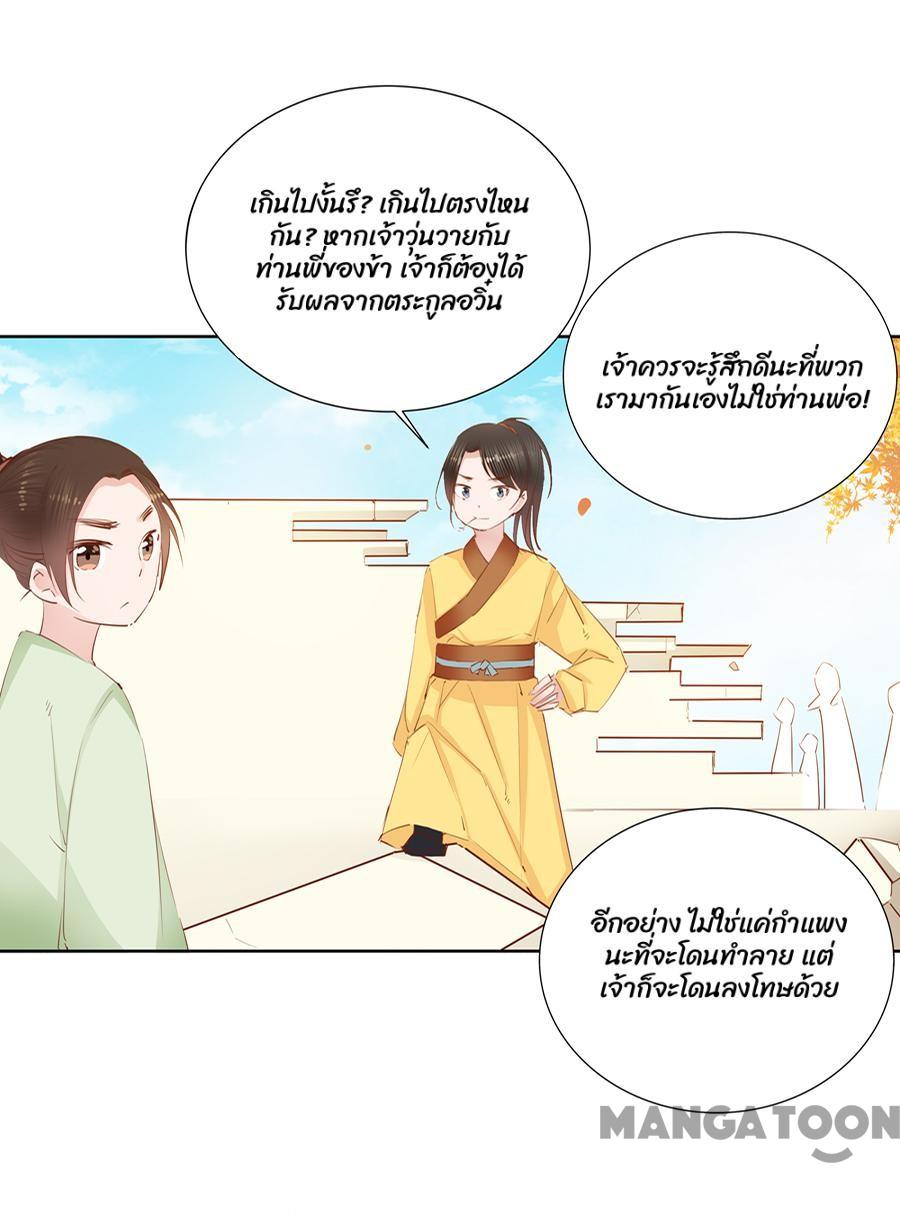 เกินไปงั้นรึ? เกินไปตรงไหน
กัน? หากเจ้าวุ่นวายกับ
ท่านพี่ของข้า เจ้าก็ต้องได้
รับผลจากตระกูลอวิ๋น
เจ้าควรจะรู้สึกดีนะที่พวก
เรามากันเองไม่ใช่ท่านพ่อ!
อีกอย่าง ไม่ใช่แค่กำแพง
นะที่จะโดนทำลาย แต่
เจ้าก็จะโดนลงโทษด้วย
MANGATOON